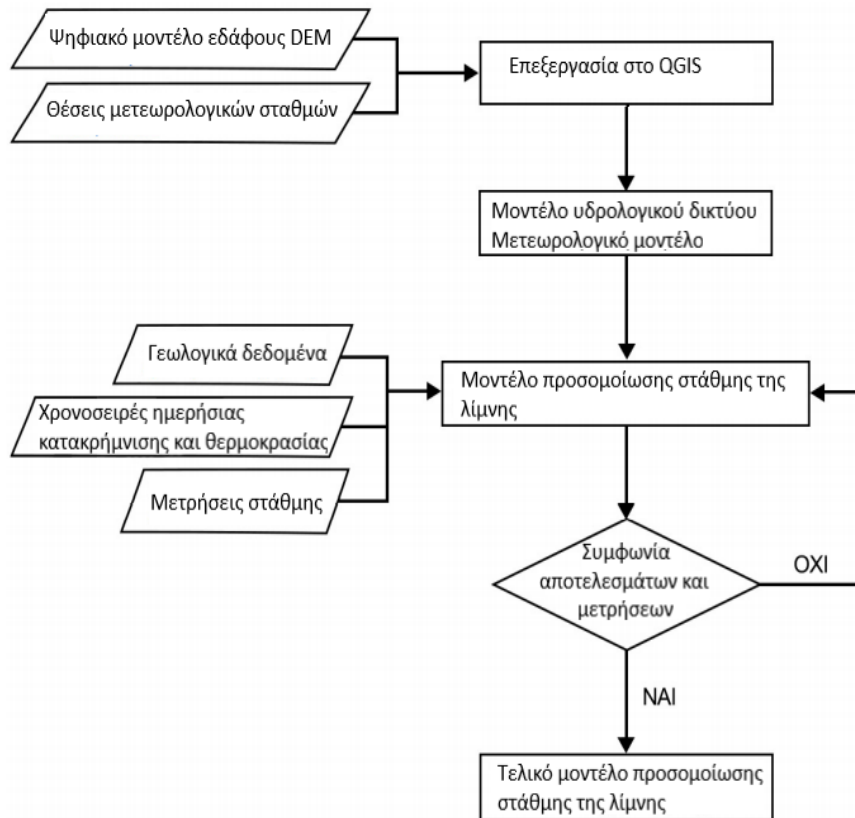 Ψηφιακό μοντέλο εδάφους DEM
Επεξεργασία στο QGIS
Θέσεις μετεωρολογικών σταθμών
Μοντέλο υδρολογικού δικτύου
Μετεωρολογικό μοντέλο
Γεωλογικά δεδομένα
Μοντέλο προσομοίωσης στάθμης της
λίμνης
Χρονοσειρές ημερήσιας
κατακρήμνισης και θερμοκρασίας
Μετρήσεις στάθμης
Συμφωνία
αποτελεσμάτων και
μετρήσεων
ΟΧΙ
ΝΑΙ
Τελικό μοντέλο προσομοίωσης
στάθμης της λίμνης